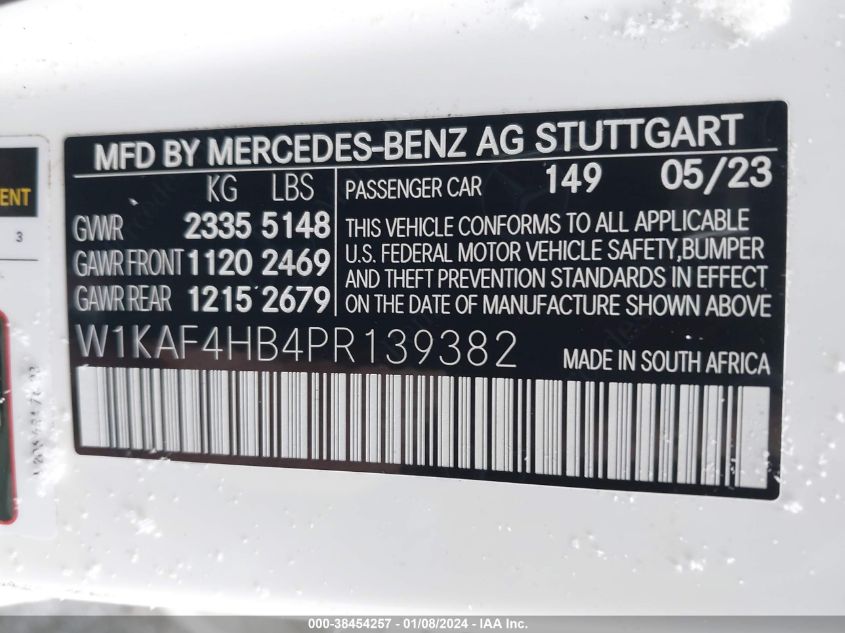 MFD BY MERCEDES-BENZ AG STUTTGART
KG LBS
GVWR 2335 5148
GAWR FRONT 1120 2469
GAWR REAR 1215 2679
PASSENGER CAR 149 05/23
THIS VEHICLE CONFORMS TO ALL APPLICABLE
U.S. FEDERAL MOTOR VEHICLE SAFETY,BUMPER
AND THEFT PREVENTION STANDARDS IN EFFECT
ON THE DATE OF MANUFACTURE SHOWN ABOVE
W1KAF4HB4PR139382 MADE IN SOUTH AFRICA
3
000-38454257 - 01/08/2024 - IAA Inc.